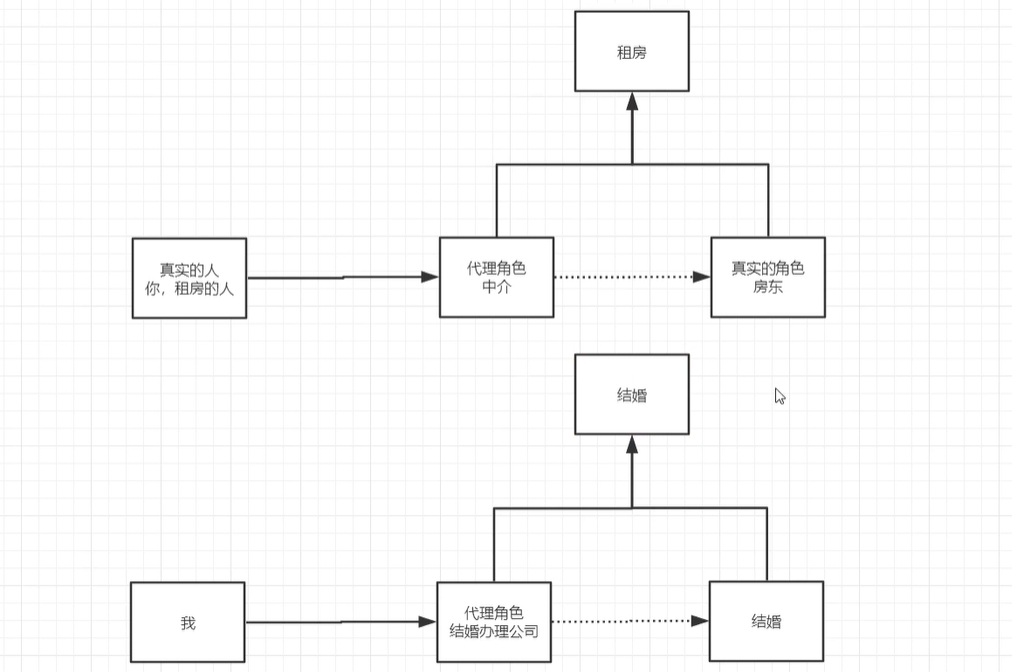 租房
真实的人
你，租房的人
代理角色
中介
真实的角色
房东
结婚
我
代理角色
结婚办理公司
结婚